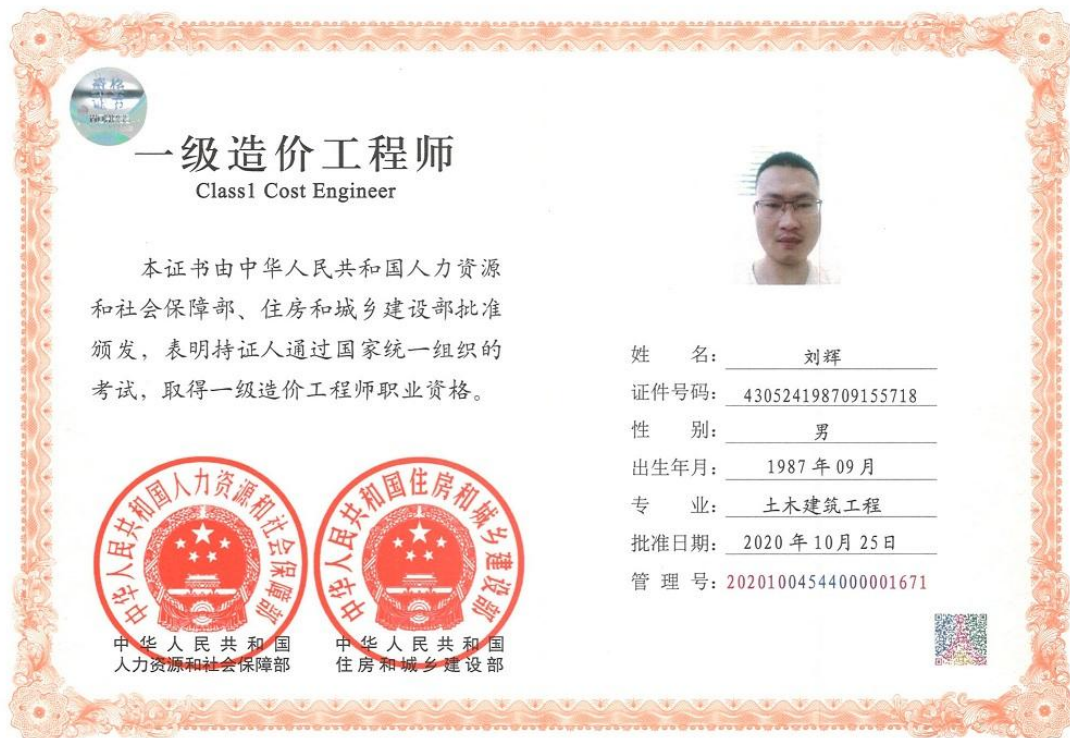 资格
证书
一级造价工程师
Class1 Cost Engineer
本证书由中华人民共和国人力资源
和社会保障部、住房和城乡建设部批准
颁发，表明持证人通过国家统一组织的
考试，取得一级造价工程师职业资格。
中华人民共和国人力资源和社会保障部
中华人民共和国住房和城乡建设部
中华人民共和国
人力资源和社会保障部
中华人民共和国
住房和城乡建设部
姓 名： 刘辉
证件号码： 430524198709155718
性 别： 男
出生年月： 1987年09月
专 业： 土木建筑工程
批准日期： 2020年10月25日
管 理 号：20201004544000001671